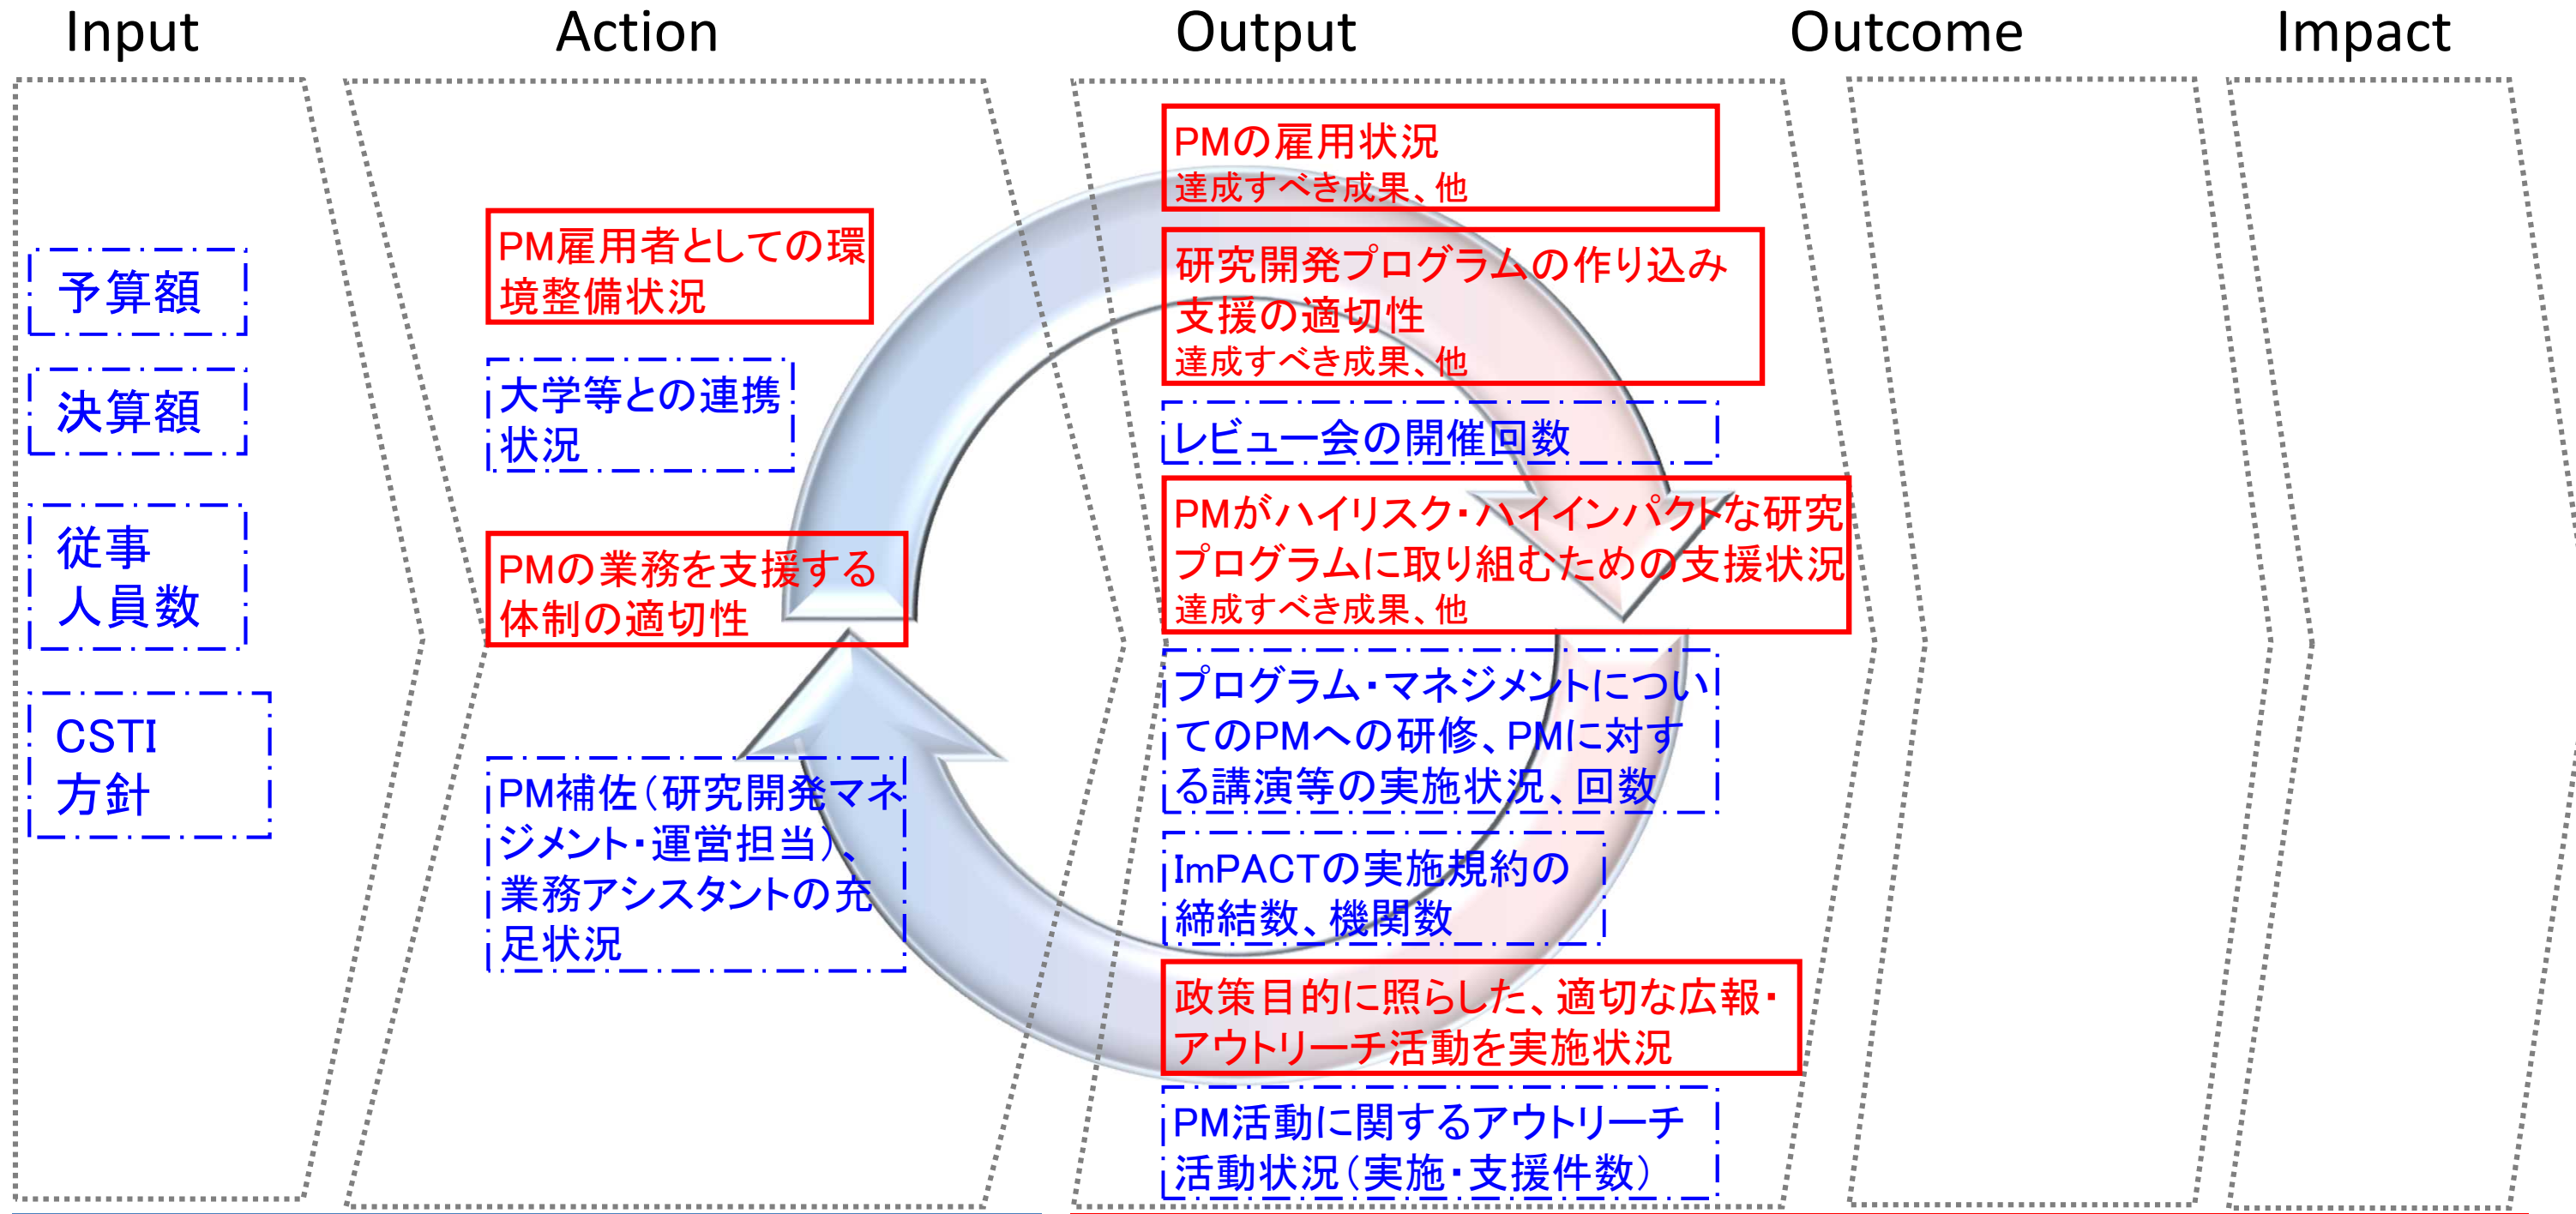 Input
Action
Output
Outcome
Impact
予算額
決算額
従事
人員数
CSTI
方針
PM雇用者としての環
境整備状況
大学等との連携
状況
PMの業務を支援する
体制の適切性
PM補佐(研究開発マネ
ジメント・運営担当)、
業務アシスタントの充
足状況
PMの雇用状況
達成すべき成果、他
研究開発プログラムの作り込み
支援の適切性
達成すべき成果、他
レビュー会の開催回数
PMがハイリスク・ハイインパクトな研究
プログラムに取り組むための支援状況
達成すべき成果、他
プログラム・マネジメントについ
てのPMへの研修、PMに対す
る講演等の実施状況、回数
ImPACTの実施規約の
締結数、機関数
政策目的に照らした、適切な広報・
アウトリーチ活動を実施状況
PM活動に関するアウトリーチ
活動状況(実施・支援件数)